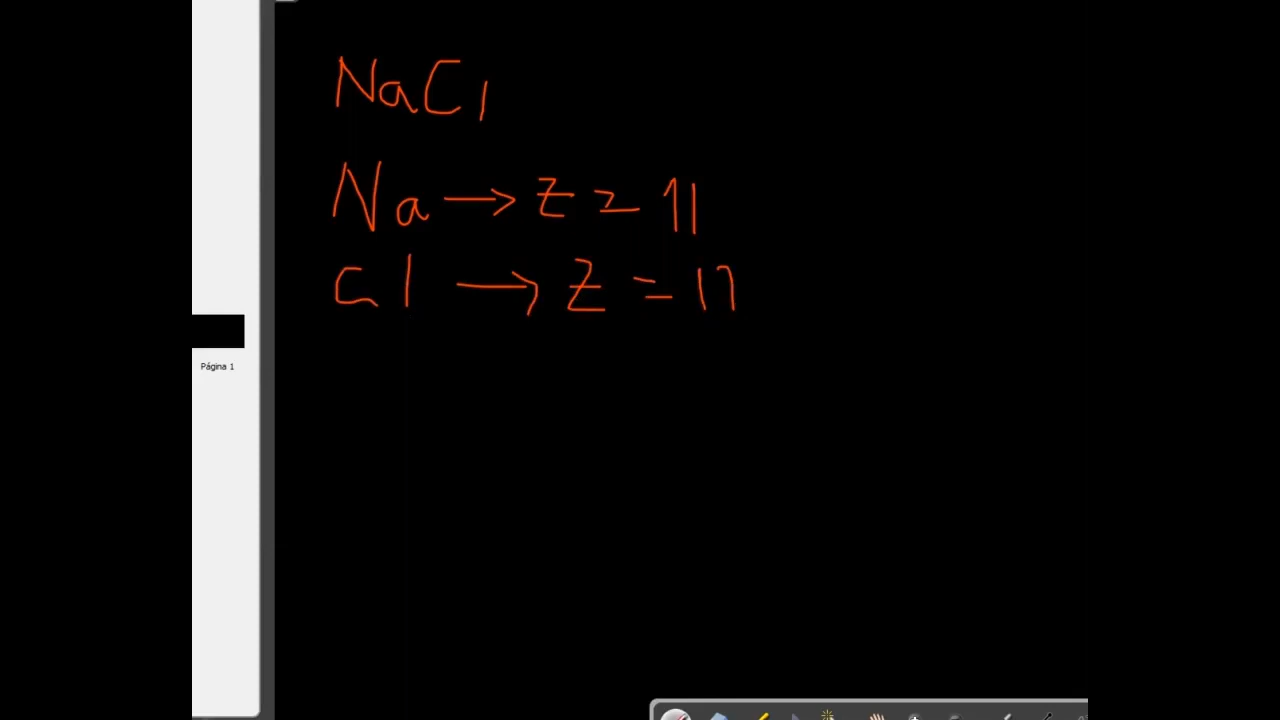 NaCl
Na → Z = 11
Cl → Z = 17
Página 1